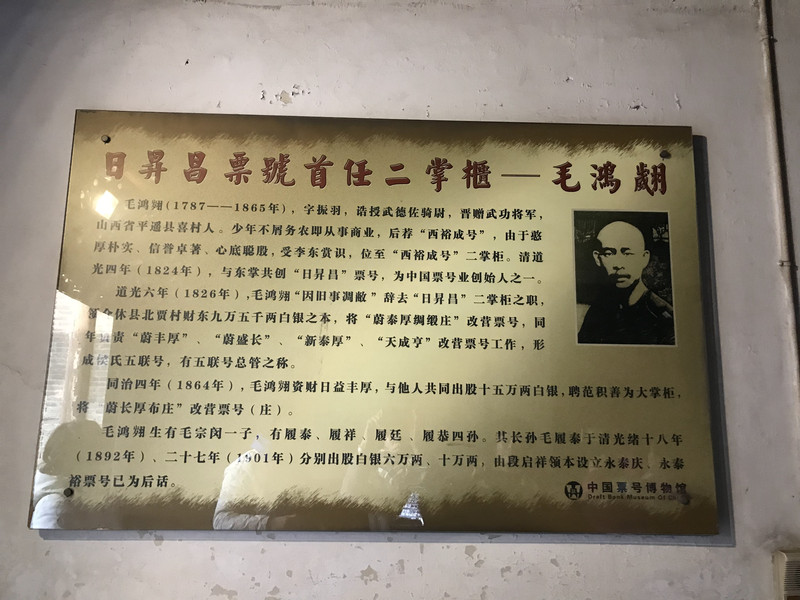 日昇昌票號首任二掌櫃—毛鴻翽
毛鸿翙(1787——1865年)，字振羽，诰授武德佐骑尉，晋赠武功将军，
山西省平遥县喜村人。少年不屑务农即从事商业，后荐“西裕成号”，由于憨
厚朴实、信誉卓著、心底聪股，受李东赏识，位至“西裕成号”二掌柜。清道
光四年(1824年)，与东掌共创“日昇昌”票号，为中国票号业创始人之一。
道光六年(1826年)，毛鸿翙“因旧事凋敝”辞去“日昇昌”二掌柜之职，
领介休县北贾村财东九万五千两白银之本，将“蔚泰厚绸缎庄”改营票号，同
年负责“蔚丰厚”、“蔚盛长”、“新泰厚”、“天成亨”改营票号工作，形
成侯氏五联号，有五联号总管之称。
同治四年(1864年)，毛鸿翙资财日益丰厚，与他人共同出股十五万两白银，聘范积善为大掌柜，
将“蔚长厚布庄”改营票号(庄)。
毛鸿翙生有毛宗闵一子，有履泰、履祥、履廷、履恭四孙。其长孙毛履泰于清光绪十八年
(1892年)、二十七年(1901年)分别出股白银六万两、十万两，由段启祥领本设立永泰庆、永泰
裕票号已为后话。
中国票号博物馆
Draft Bank Museum Of